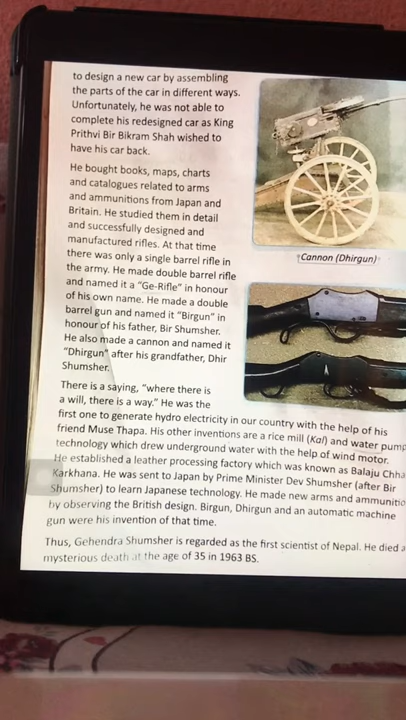 to design a new car by assembling
the parts of the car in different ways.
Unfortunately, he was not able to
complete his redesigned car as King
Prithvi Bir Bikram Shah wished to
have his car back.
He bought books, maps, charts
and catalogues related to arms
and ammunitions from Japan and
Britain. He studied them in detail
and successfully designed and
manufactured rifles. At that time
there was only a single barrel rifle in
the army. He made double barrel rifle
and named it a "Ge-Rifle" in honour
of his own name. He made a double
barrel gun and named it "Birgun" in
honour of his father, Bir Shumsher.
He also made a cannon and named it
"Dhirgun" after his grandfather, Dhir
Shumsher.
Cannon (Dhirgun)
There is a saying, "where there is
a will, there is a way." He was the
first one to generate hydro electricity in our country with the help of his
friend Muse Thapa. His other inventions are a rice mill (Kal) and water pump
technology which drew underground water with the help of wind motor.
He established a leather processing factory which was known as Balaju Chha
Karkhana. He was sent to Japan by Prime Minister Dev Shumsher (after Bir
Shumsher) to learn Japanese technology. He made new arms and ammunitio
by observing the British design. Birgun, Dhirgun and an automatic machine
gun were his invention of that time.
Thus, Gehendra Shumsher is regarded as the first scientist of Nepal. He died a
mysterious death at the age of 35 in 1963 BS.